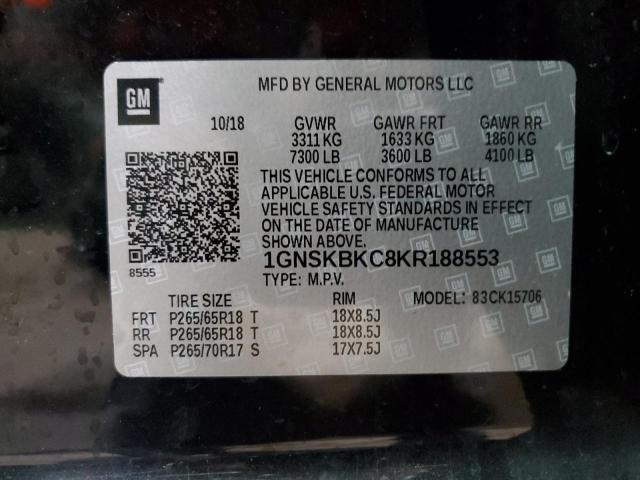 GM
MFD BY GENERAL MOTORS LLC
10/18 GVWR GAWR FRT GAWR RR
3311 KG 1633 KG 1860 KG
7300 LB 3600 LB 4100 LB
THIS VEHICLE CONFORMS TO ALL
APPLICABLE U.S. FEDERAL MOTOR
VEHICLE SAFETY STANDARDS IN EFFECT
ON THE DATE OF MANUFACTURE
SHOWN ABOVE.
8555
1GNSKBKC8KR188553
TYPE: M.P.V.
TIRE SIZE RIM MODEL: 83CK15706
FRT P265/65R18 T 18X8.5J
RR P265/65R18 T 18X8.5J
SPA P265/70R17 S 17X7.5J